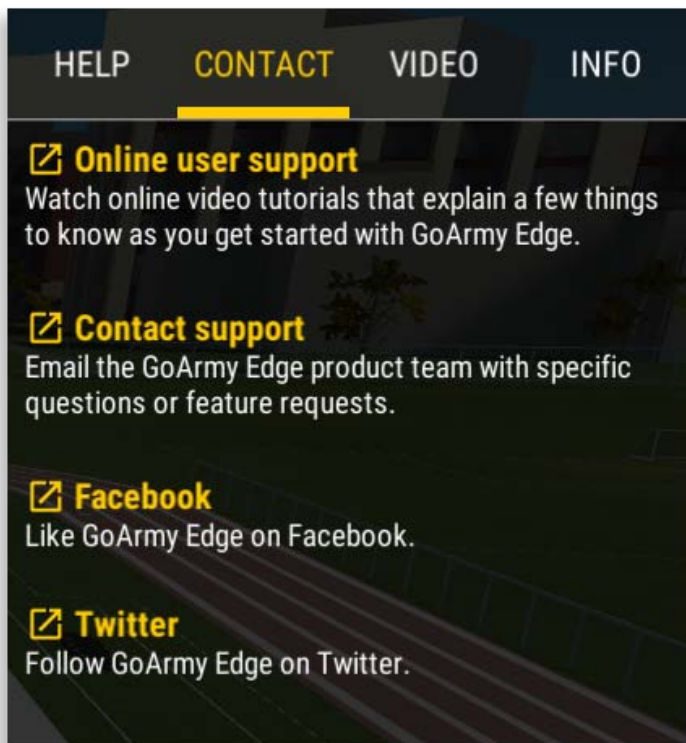 HELP CONTACT VIDEO INFO
Online user support
Watch online video tutorials that explain a few things
to know as you get started with GoArmy Edge.
Contact support
Email the GoArmy Edge product team with specific
questions or feature requests.
Facebook
Like GoArmy Edge on Facebook.
Twitter
Follow GoArmy Edge on Twitter.